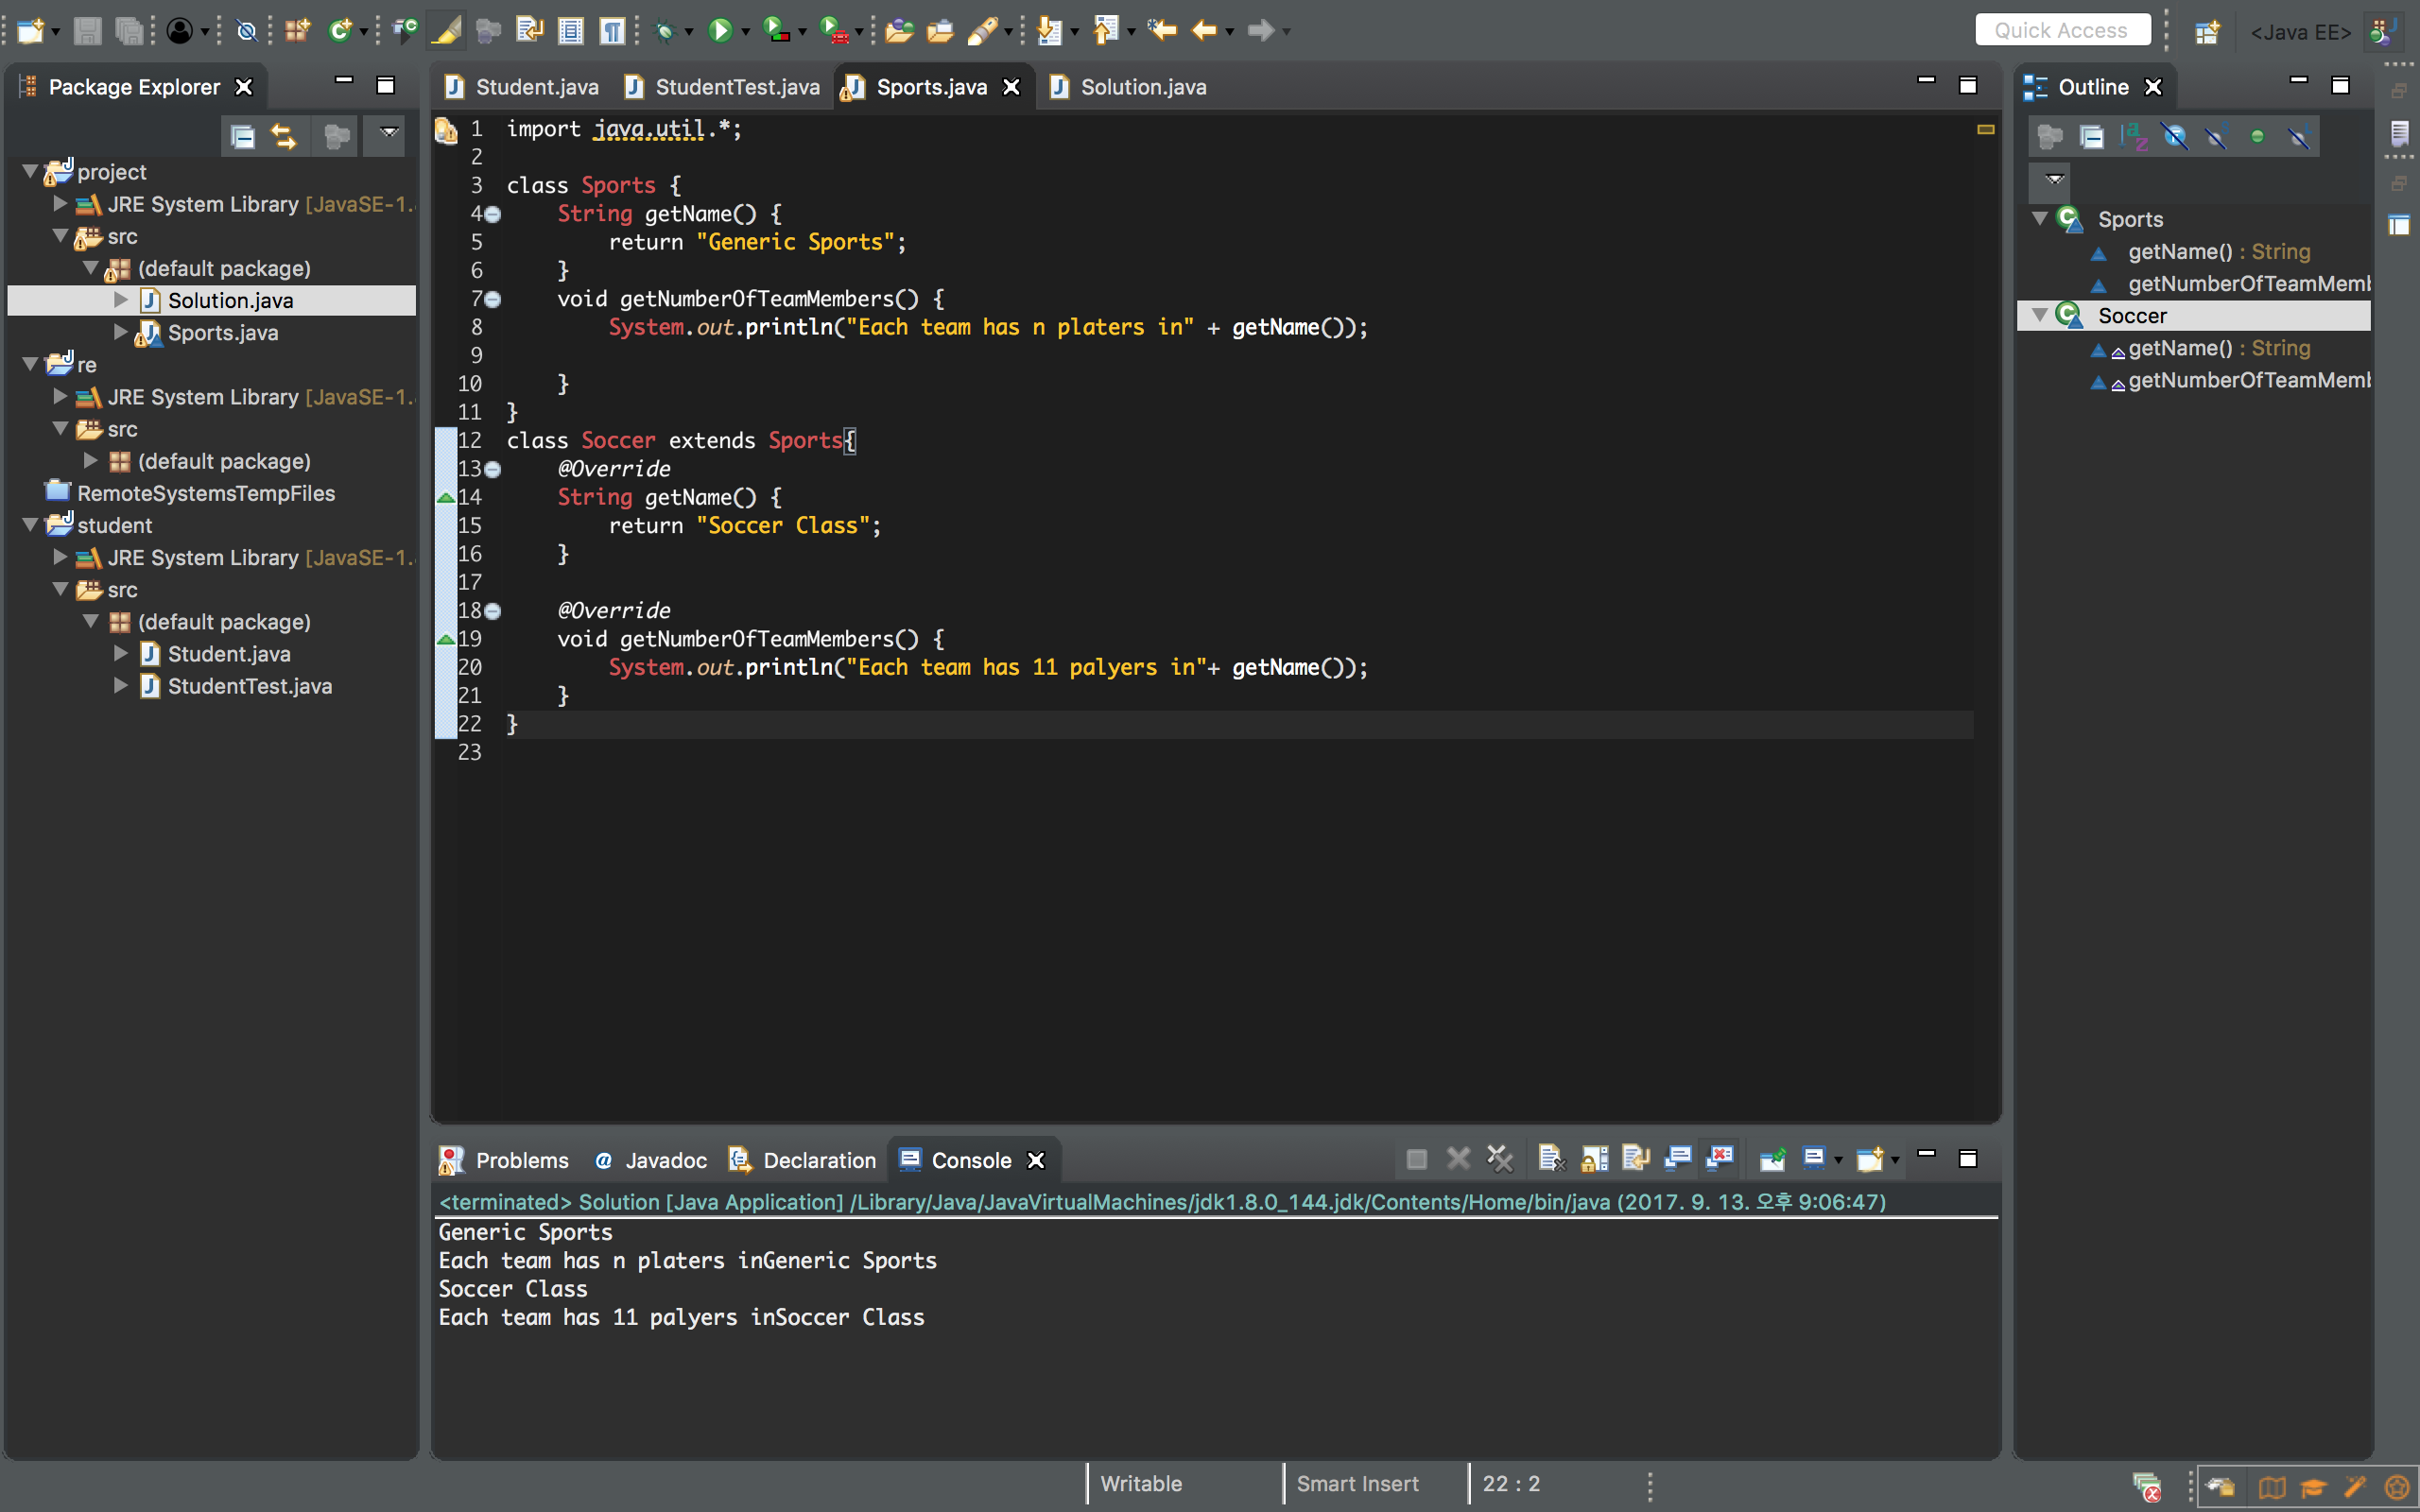 Quick Access
<Java EE>
Package Explorer
project
JRE System Library [JavaSE-1.
src
(default package)
Solution.java
Sports.java
re
JRE System Library [JavaSE-1.
src
(default package)
RemoteSystemsTempFiles
student
JRE System Library [JavaSE-1.
src
(default package)
Student.java
StudentTest.java
Student.java StudentTest.java Sports.java Solution.java
1 import java.util.*;
2
3 class Sports {
4 String getName() {
5 return "Generic Sports";
6 }
7 void getNumberOfTeamMembers() {
8 System.out.println("Each team has n platers in" + getName());
9
10 }
11 }
12 class Soccer extends Sports{
13 @Override
14 String getName() {
15 return "Soccer Class";
16 }
17
18 @Override
19 void getNumberOfTeamMembers() {
20 System.out.println("Each team has 11 palyers in"+ getName());
21 }
22 }
23
Outline
Sports
getName() : String
getNumberOfTeamMemb
Soccer
getName() : String
getNumberOfTeamMemb
Problems @ Javadoc Declaration Console
<terminated> Solution [Java Application] /Library/Java/JavaVirtualMachines/jdk1.8.0_144.jdk/Contents/Home/bin/java (2017. 9. 13. 오후 9:06:47)
Generic Sports
Each team has n platers inGeneric Sports
Soccer Class
Each team has 11 palyers inSoccer Class
Writable Smart Insert 22 : 2